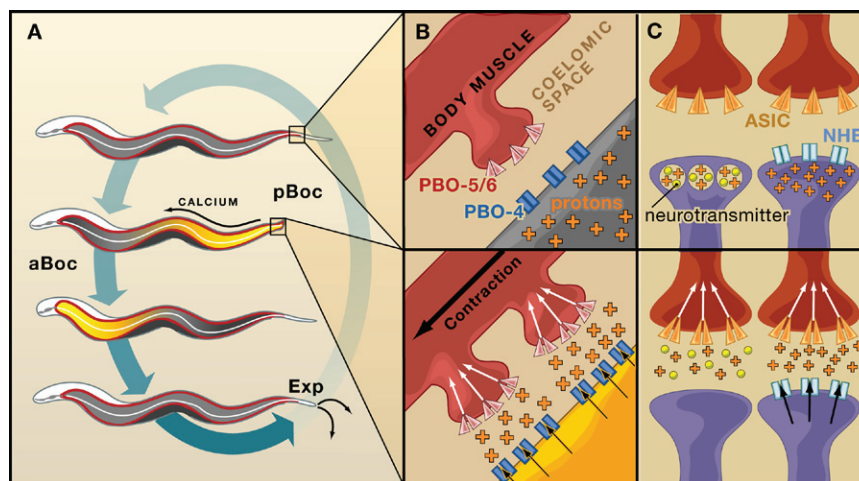 A
pBoc
CALCIUM
aBoc
Exp
B
BODY MUSCLE
COELOMIC
SPACE
PBO-5/6
PBO-4
protons
Contraction
C
ASIC
NHE
neurotransmitter